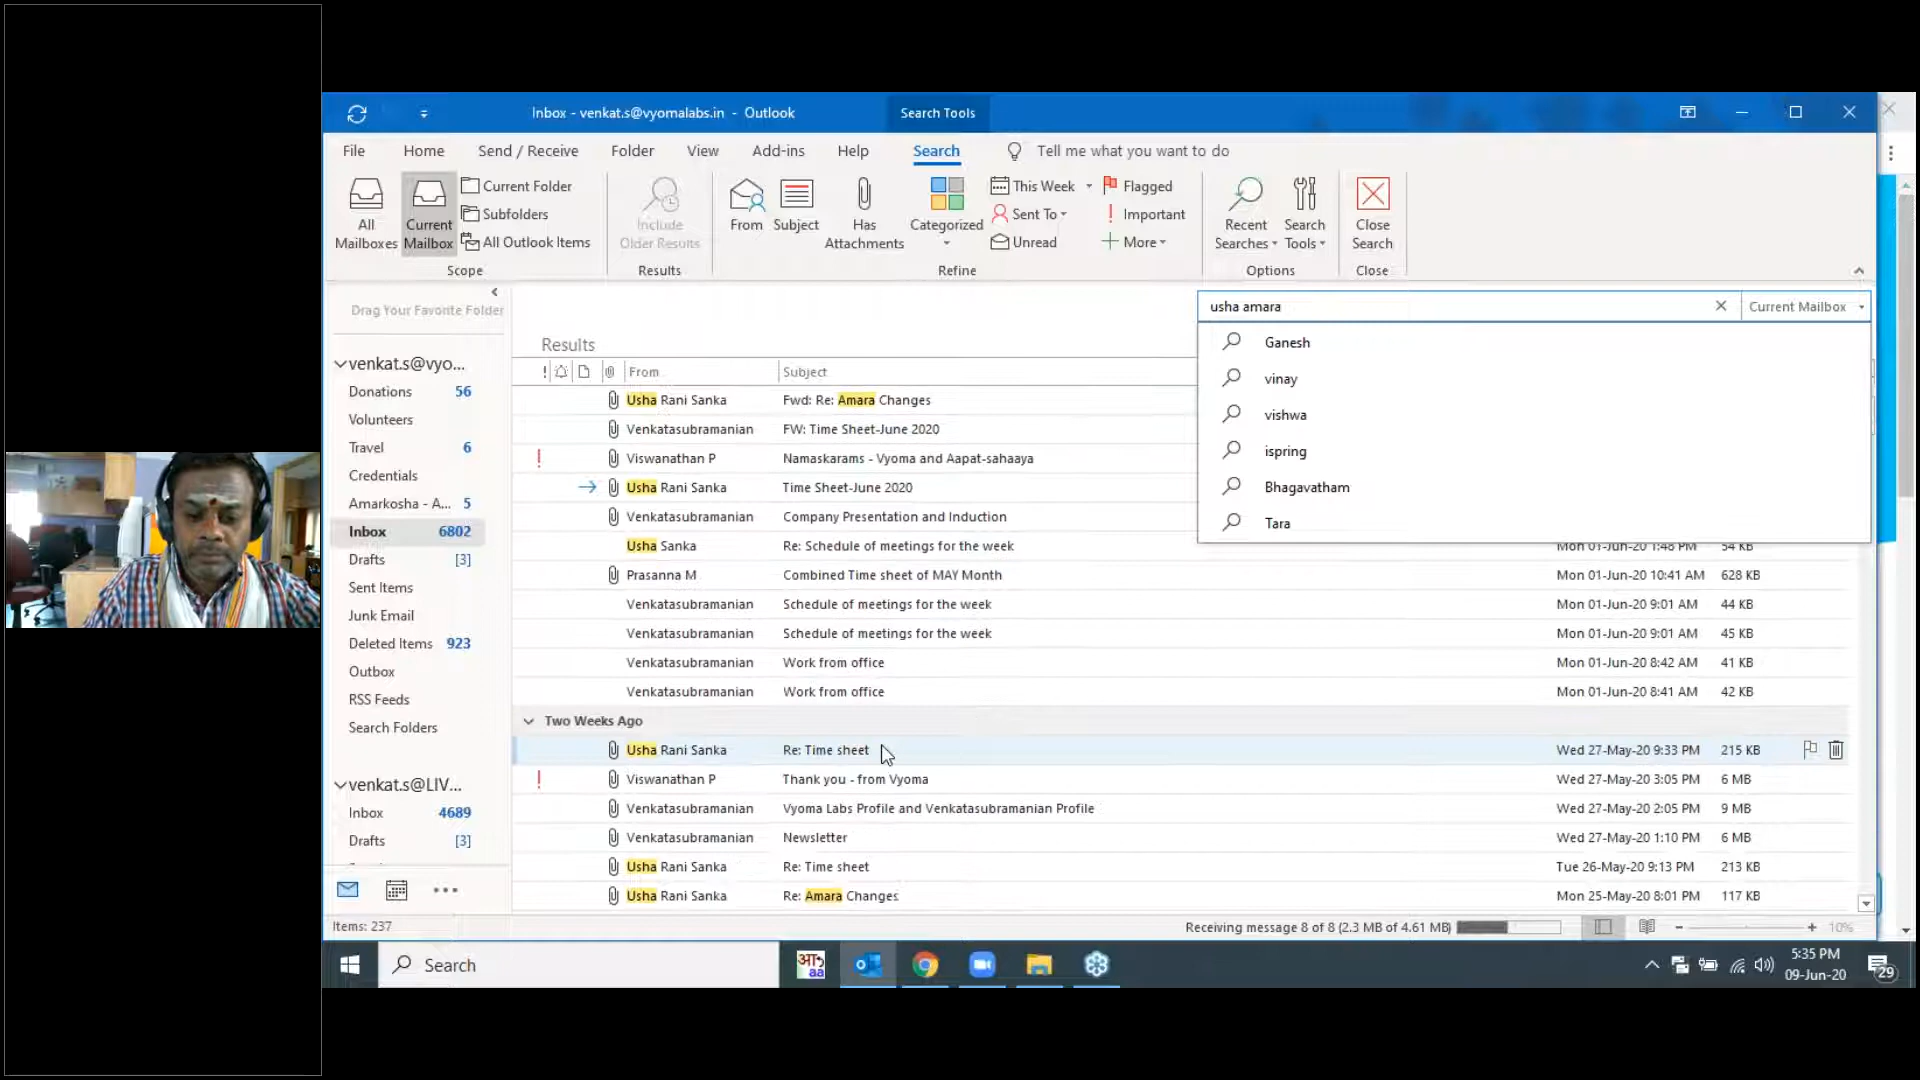 Inbox - venkat.s@vyomalabs.in - Outlook
Search Tools
File Home Send / Receive Folder View Add-ins Help Search Tell me what you want to do
All Mailboxes
Current Mailbox
Current Folder
Subfolders
All Outlook Items
Scope
Include Older Results
Results
From
Subject
Has Attachments
Categorized
This Week
Sent To
Unread
Flagged
Important
More
Refine
Recent Searches
Search Tools
Options
Close Search
Close
Drag Your Favorite Folder
usha amara
Current Mailbox
Ganesh
vinay
vishwa
ispring
Bhagavatham
Tara
venkat.s@vyo...
Donations 56
Volunteers
Travel 6
Credentials
Amarkosha - A... 5
Inbox 6802
Drafts [3]
Sent Items
Junk Email
Deleted Items 923
Outbox
RSS Feeds
Search Folders
venkat.s@LIV...
Inbox 4689
Drafts [3]
Results
From Subject
Usha Rani Sanka Fwd: Re: Amara Changes
Venkatasubramanian FW: Time Sheet-June 2020
Viswanathan P Namaskarams - Vyoma and Aapat-sahaaya
Usha Rani Sanka Time Sheet-June 2020
Venkatasubramanian Company Presentation and Induction
Usha Sanka Re: Schedule of meetings for the week Mon 01-Jun-20 1:48 PM 54 KB
Prasanna M Combined Time sheet of MAY Month Mon 01-Jun-20 10:41 AM 628 KB
Venkatasubramanian Schedule of meetings for the week Mon 01-Jun-20 9:01 AM 44 KB
Venkatasubramanian Schedule of meetings for the week Mon 01-Jun-20 9:01 AM 45 KB
Venkatasubramanian Work from office Mon 01-Jun-20 8:42 AM 41 KB
Venkatasubramanian Work from office Mon 01-Jun-20 8:41 AM 42 KB
Two Weeks Ago
Usha Rani Sanka Re: Time sheet Wed 27-May-20 9:33 PM 215 KB
Viswanathan P Thank you - from Vyoma Wed 27-May-20 3:05 PM 6 MB
Venkatasubramanian Vyoma Labs Profile and Venkatasubramanian Profile Wed 27-May-20 2:05 PM 9 MB
Venkatasubramanian Newsletter Wed 27-May-20 1:10 PM 6 MB
Usha Rani Sanka Re: Time sheet Tue 26-May-20 9:13 PM 213 KB
Usha Rani Sanka Re: Amara Changes Mon 25-May-20 8:01 PM 117 KB
Items: 237
Receiving message 8 of 8 (2.3 MB of 4.61 MB)
10%
Search
5:35 PM
09-Jun-20
29